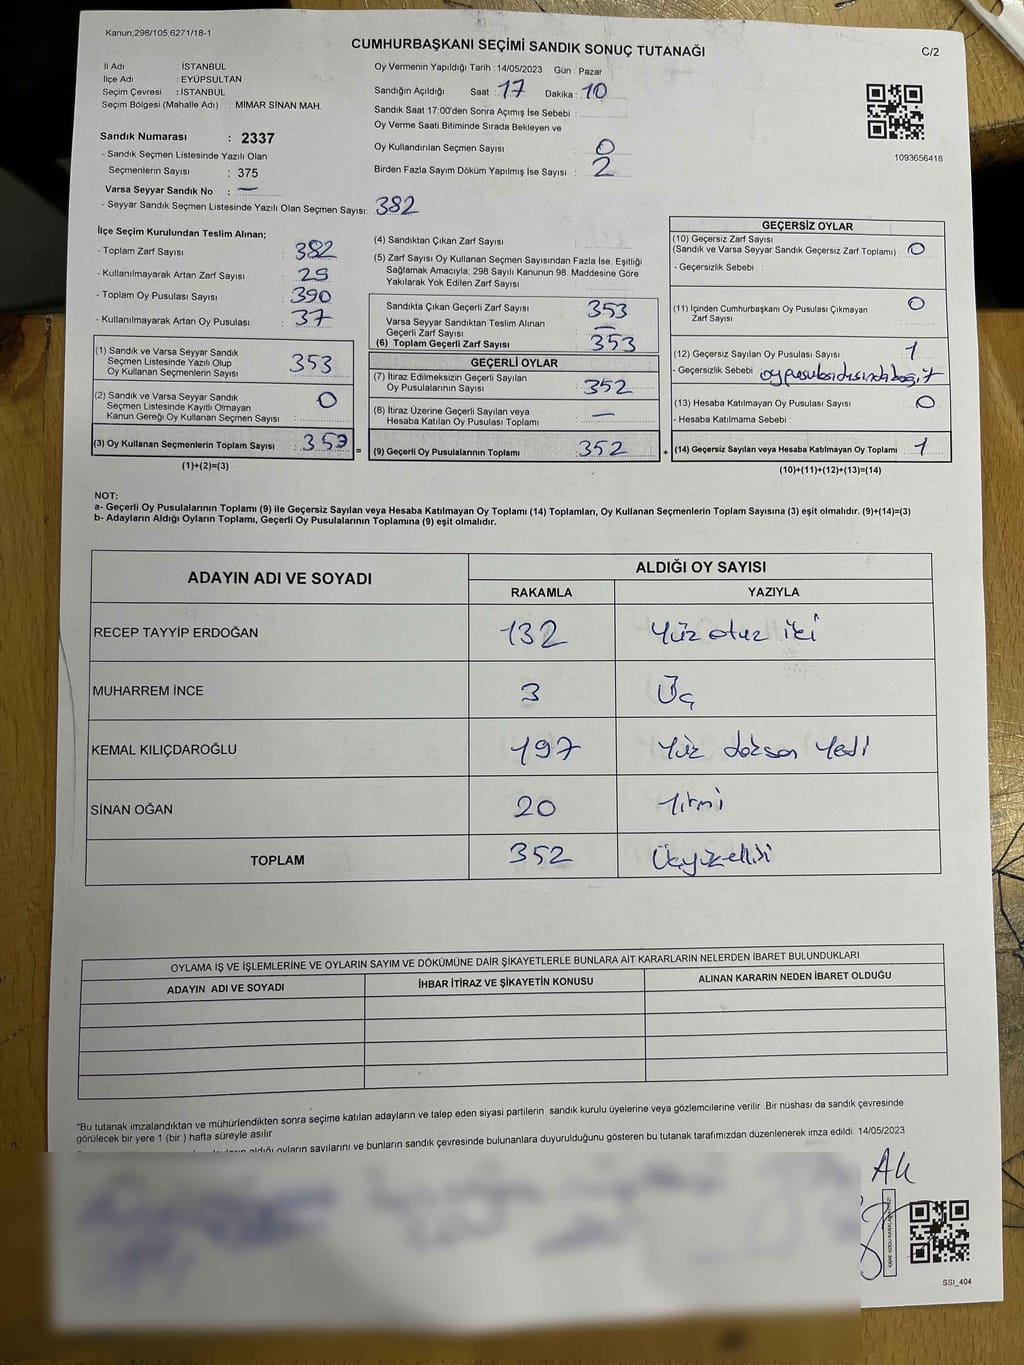 Kanun;298/105,6271/18-1
CUMHURBAŞKANI SEÇİMİ SANDIK SONUÇ TUTANAĞI
C/2
İl Adı : İSTANBUL
İlçe Adı : EYÜPSULTAN
Seçim Çevresi : İSTANBUL
Seçim Bölgesi (Mahalle Adı) : MİMAR SİNAN MAH.
Sandık Numarası : 2337
- Sandık Seçmen Listesinde Yazılı Olan
Seçmenlerin Sayısı : 375
Varsa Seyyar Sandık No : —
- Seyyar Sandık Seçmen Listesinde Yazılı Olan Seçmen Sayısı: 382
Oy Vermenin Yapıldığı Tarih : 14/05/2023 Gün : Pazar
Sandığın Açıldığı Saat : 17 Dakika : 10
Sandık Saat 17:00'den Sonra Açımış İse Sebebi :
Oy Verme Saati Bitiminde Sırada Bekleyen ve
Oy Kullandırılan Seçmen Sayısı : 0
Birden Fazla Sayım Döküm Yapılmış İse Sayısı : 2
1093656418
İlçe Seçim Kurulundan Teslim Alınan;
- Toplam Zarf Sayısı : 382
- Kullanılmayarak Artan Zarf Sayısı : 29
- Toplam Oy Pusulası Sayısı : 390
- Kullanılmayarak Artan Oy Pusulası : 37
(1) Sandık ve Varsa Seyyar Sandık
Seçmen Listesinde Yazılı Olup
Oy Kullanan Seçmenlerin Sayısı : 353
(2) Sandık ve Varsa Seyyar Sandık
Seçmen Listesinde Kayıtlı Olmayan
Kanun Gereği Oy Kullanan Seçmen Sayısı : 0
(3) Oy Kullanan Seçmenlerin Toplam Sayısı : 353 =
(1)+(2)=(3)
(4) Sandıktan Çıkan Zarf Sayısı :
(5) Zarf Sayısı Oy Kullanan Seçmen Sayısından Fazla İse, Eşitliği
Sağlamak Amacıyla; 298 Sayılı Kanunun 98. Maddesine Göre
Yakılarak Yok Edilen Zarf Sayısı :
Sandıkta Çıkan Geçerli Zarf Sayısı : 353
Varsa Seyyar Sandıktan Teslim Alınan
Geçerli Zarf Sayısı : —
(6) Toplam Geçerli Zarf Sayısı : 353
GEÇERLİ OYLAR
(7) İtiraz Edilmeksizin Geçerli Sayılan
Oy Pusulalarının Sayısı : 352
(8) İtiraz Üzerine Geçerli Sayılan veya
Hesaba Katılan Oy Pusulası Toplamı : —
(9) Geçerli Oy Pusulalarının Toplamı : 352 +
GEÇERSİZ OYLAR
(10) Geçersiz Zarf Sayısı
(Sandık ve Varsa Seyyar Sandık Geçersiz Zarf Toplamı) : 0
- Geçersizlik Sebebi :
(11) İçinden Cumhurbaşkanı Oy Pusulası Çıkmayan
Zarf Sayısı : 0
(12) Geçersiz Sayılan Oy Pusulası Sayısı : 1
- Geçersizlik Sebebi : oy pusulası dışında
(13) Hesaba Katılmayan Oy Pusulası Sayısı : 0
- Hesaba Katılmama Sebebi :
(14) Geçersiz Sayılan veya Hesaba Katılmayan Oy Toplamı : 1
(10)+(11)+(12)+(13)=(14)
NOT:
a- Geçerli Oy Pusulalarının Toplamı (9) ile Geçersiz Sayılan veya Hesaba Katılmayan Oy Toplamı (14) Toplamları, Oy Kullanan Seçmenlerin Toplam Sayısına (3) eşit olmalıdır. (9)+(14)=(3)
b- Adayların Aldığı Oyların Toplamı, Geçerli Oy Pusulalarının Toplamına (9) eşit olmalıdır.
ADAYIN ADI VE SOYADI ALDIĞI OY SAYISI
RAKAMLA YAZIYLA
RECEP TAYYİP ERDOĞAN 132 Yüz otuz iki
MUHARREM İNCE 3 Üç
KEMAL KILIÇDAROĞLU 197 Yüz doksan Yedi
SİNAN OĞAN 20 Yirmi
TOPLAM 352 Üçyüzelliiki
OYLAMA İŞ VE İŞLEMLERİNE VE OYLARIN SAYIM VE DÖKÜMÜNE DAİR ŞİKAYETLERLE BUNLARA AİT KARARLARIN NELERDEN İBARET BULUNDUKLARI
ADAYIN ADI VE SOYADI İHBAR İTİRAZ VE ŞİKAYETİN KONUSU ALINAN KARARIN NEDEN İBARET OLDUĞU
*Bu tutanak imzalandıktan ve mühürlendikten sonra seçime katılan adayların ve talep eden siyasi partilerin sandık kurulu üyelerine veya gözlemcilerine verilir. Bir nüshası da sandık çevresinde
görülecek bir yere 1 (bir ) hafta süreyle asılır.
aldığı oyların sayılarını ve bunların sandık çevresinde bulunanlara duyurulduğunu gösteren bu tutanak tarafımızdan düzenlenerek imza edildi. 14/05/2023
SSI_404